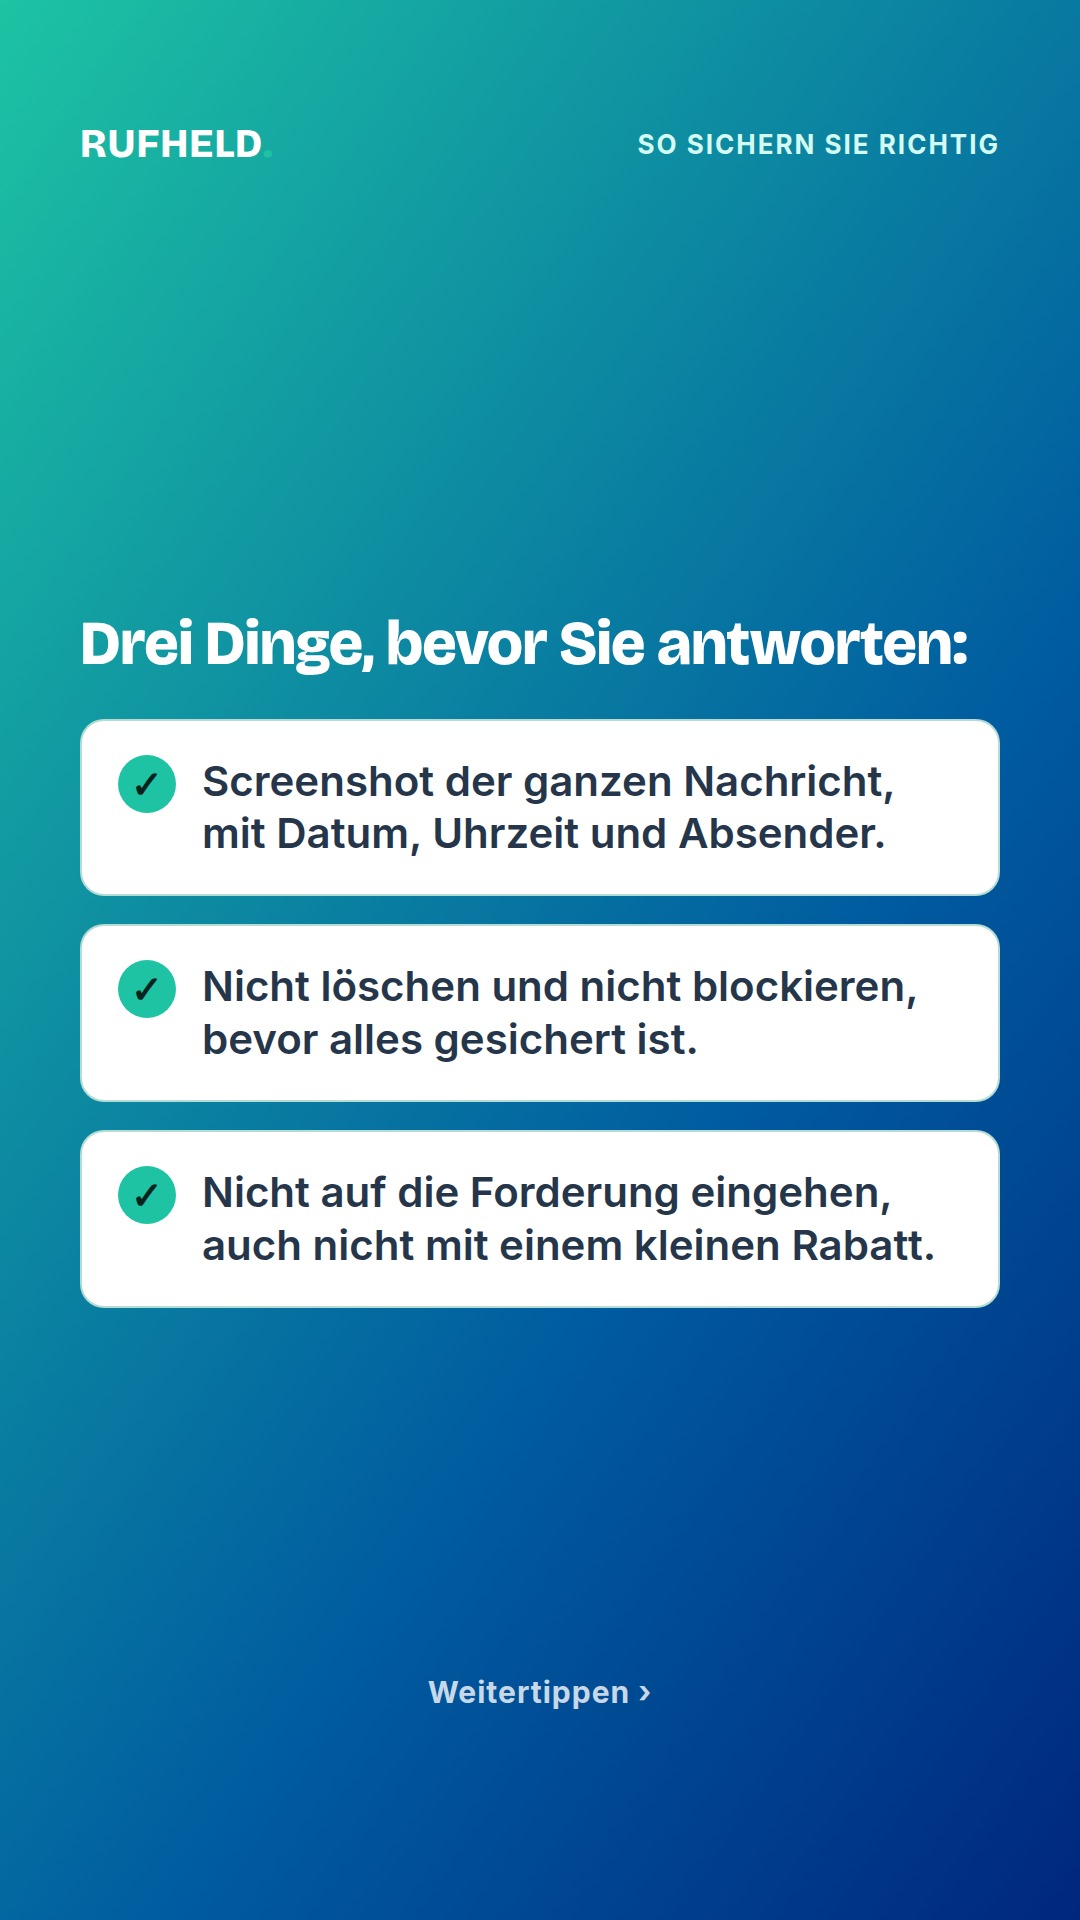 RUFHELD.
SO SICHERN SIE RICHTIG
Drei Dinge, bevor Sie antworten:
✓ Screenshot der ganzen Nachricht,
mit Datum, Uhrzeit und Absender.
✓ Nicht löschen und nicht blockieren,
bevor alles gesichert ist.
✓ Nicht auf die Forderung eingehen,
auch nicht mit einem kleinen Rabatt.
Weitertippen ›